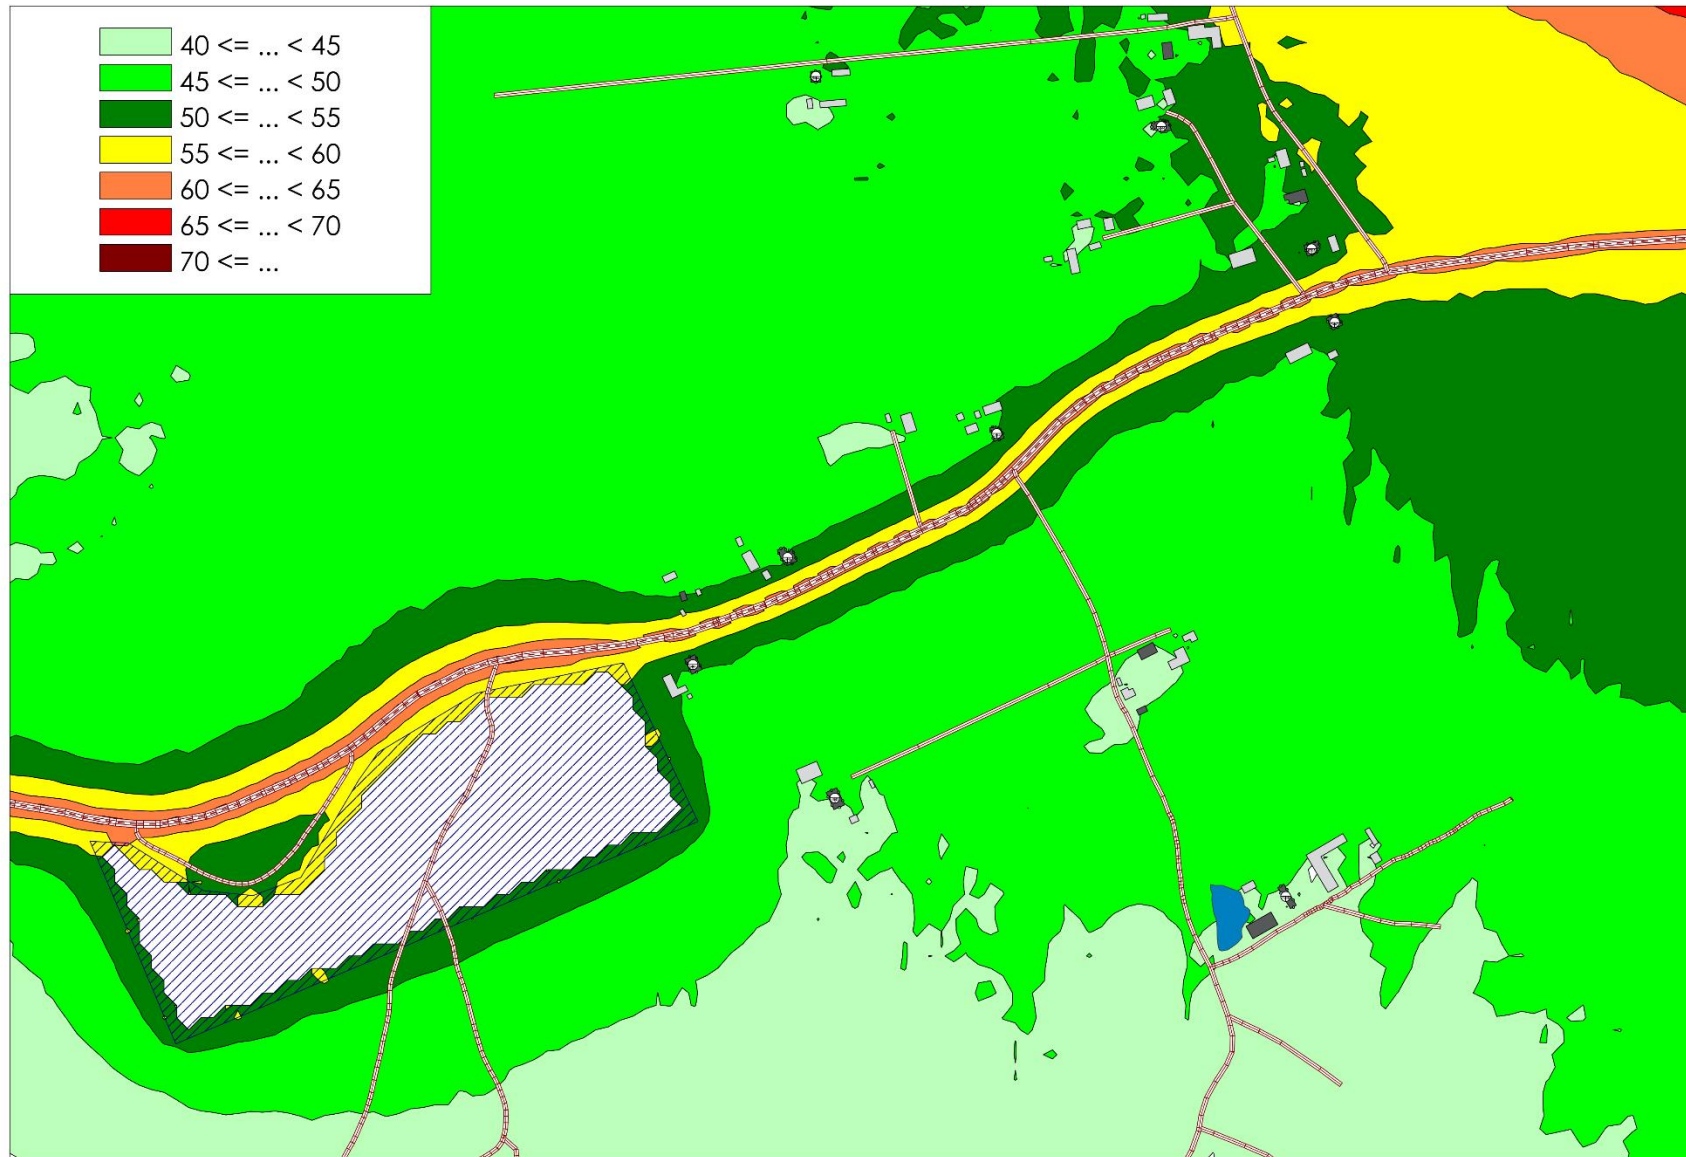 40 <= ... < 45
45 <= ... < 50
50 <= ... < 55
55 <= ... < 60
60 <= ... < 65
65 <= ... < 70
70 <= ...